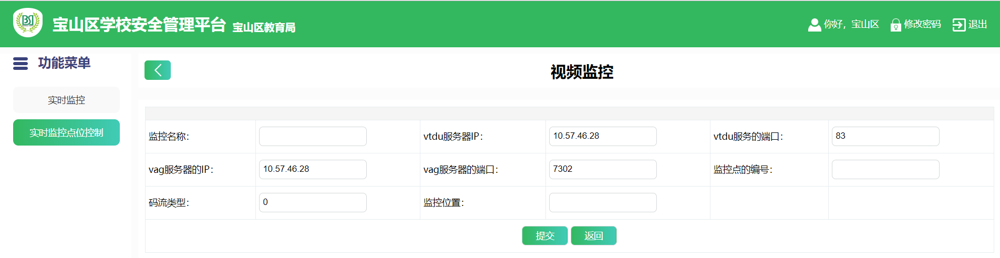 宝山区学校安全管理平台 宝山区教育局
你好，宝山区 修改密码 退出
功能菜单
视频监控
实时监控
实时监控点位控制
监控名称： vtdu服务器IP： 10.57.46.28 vtdu服务的端口： 83
vag服务器的IP： 10.57.46.28 vag服务器的端口： 7302 监控点的编号：
码流类型： 0 监控位置：
提交 返回